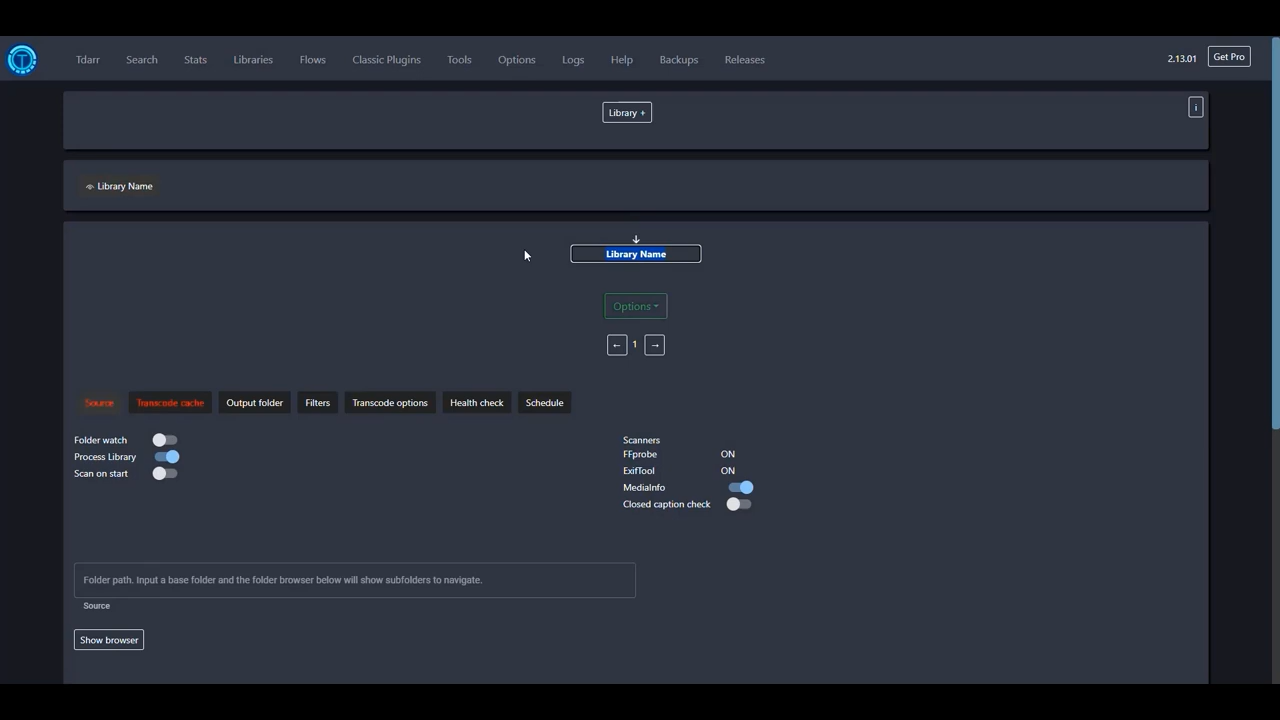 Tdarr Search Stats Libraries Flows Classic Plugins Tools Options Logs Help Backups Releases 2.13.01 Get Pro
Library +
i
Library Name
↓
Library Name
Options
← 1 →
Source Transcode cache Output folder Filters Transcode options Health check Schedule
Folder watch
Process Library
Scan on start
Scanners
FFprobe ON
ExifTool ON
MediaInfo
Closed caption check
Folder path. Input a base folder and the folder browser below will show subfolders to navigate.
Source
Show browser